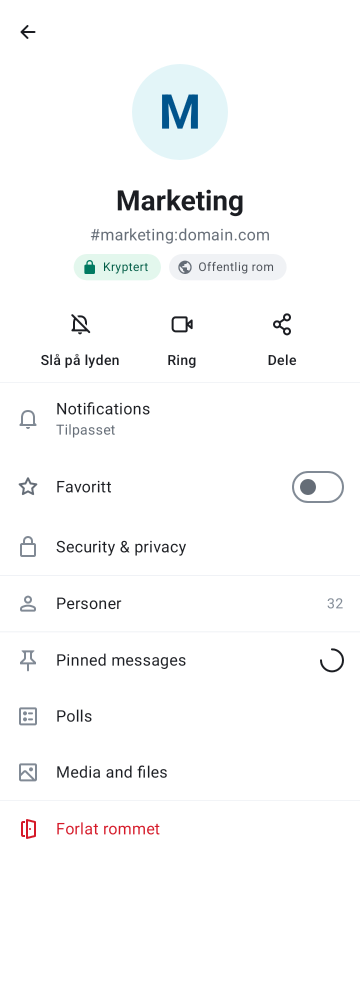 M
Marketing
#marketing:domain.com
Kryptert
Offentlig rom
Slå på lyden
Ring
Dele
Notifications
Tilpasset
Favoritt
Security & privacy
Personer
32
Pinned messages
Polls
Media and files
Forlat rommet